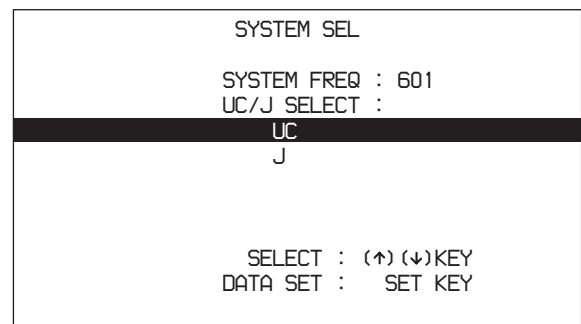 SYSTEM SEL
SYSTEM FREQ : 601
UC/J SELECT :
UC
J
SELECT : (↑)(↓)KEY
DATA SET : SET KEY